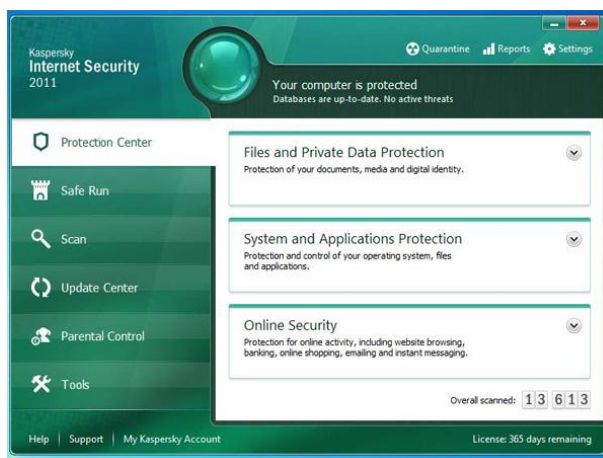 Kaspersky
Internet Security
2011
Quarantine
Reports
Settings
Your computer is protected
Databases are up-to-date. No active threats
Protection Center
Safe Run
Scan
Update Center
Parental Control
Tools
Files and Private Data Protection
Protection of your documents, media and digital identity.
System and Applications Protection
Protection and control of your operating system, files
and applications.
Online Security
Protection for online activity, including website browsing,
banking, online shopping, emailing and instant messaging.
Overall scanned: 13 613
Help | Support | My Kaspersky Account
License: 365 days remaining